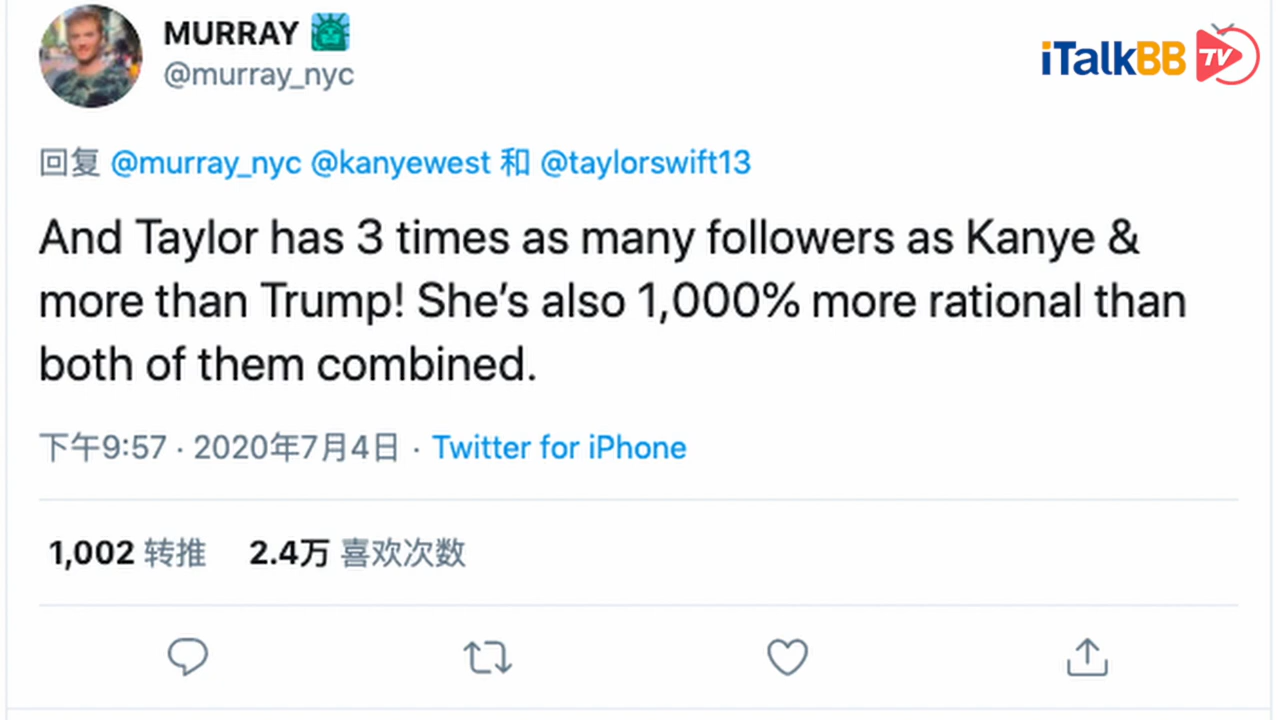 MURRAY
@murray_nyc
iTalkBB TV
回复 @murray_nyc @kanyewest 和 @taylorswift13
And Taylor has 3 times as many followers as Kanye &
more than Trump! She’s also 1,000% more rational than
both of them combined.
下午9:57 · 2020年7月4日 · Twitter for iPhone
1,002 转推 2.4万 喜欢次数